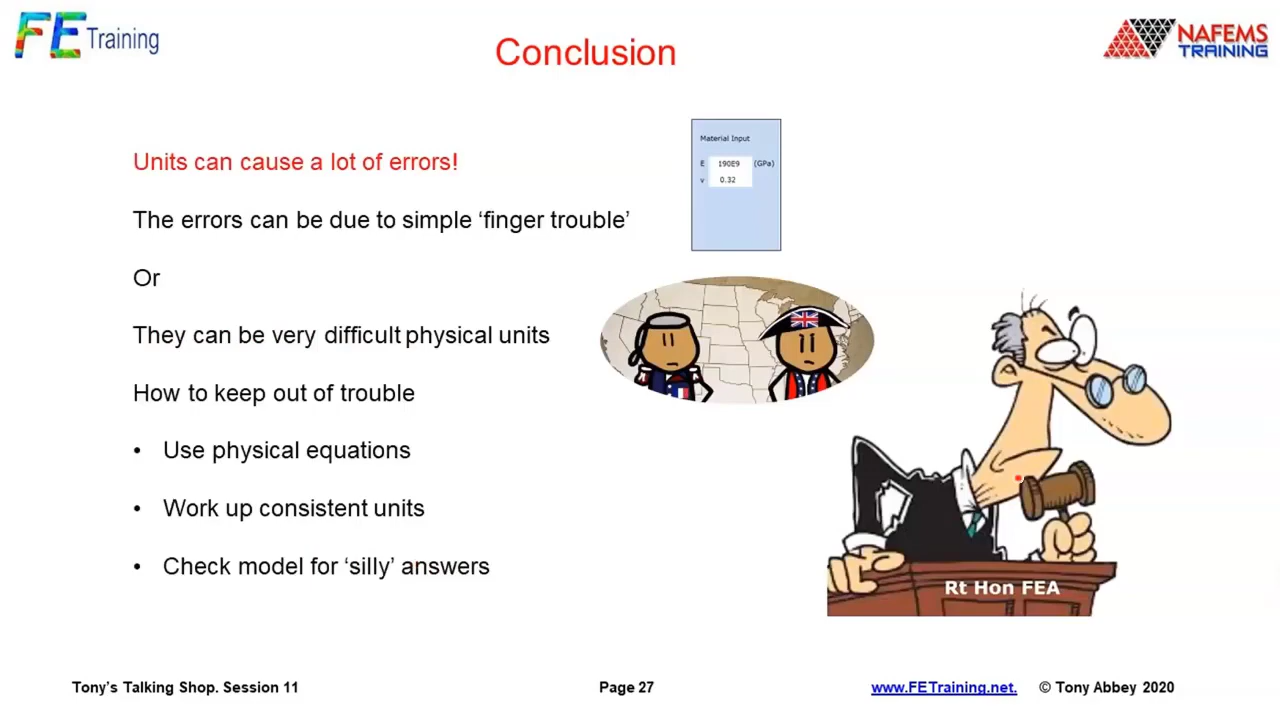 FE Training
Conclusion
NAFEMS
TRAINING
Units can cause a lot of errors!
The errors can be due to simple ‘finger trouble’
Or
They can be very difficult physical units
How to keep out of trouble
• Use physical equations
• Work up consistent units
• Check model for ‘silly’ answers
Material Input
E 190E9 (GPa)
v 0.32
Rt Hon FEA
Tony’s Talking Shop. Session 11
Page 27
www.FETraining.net. © Tony Abbey 2020